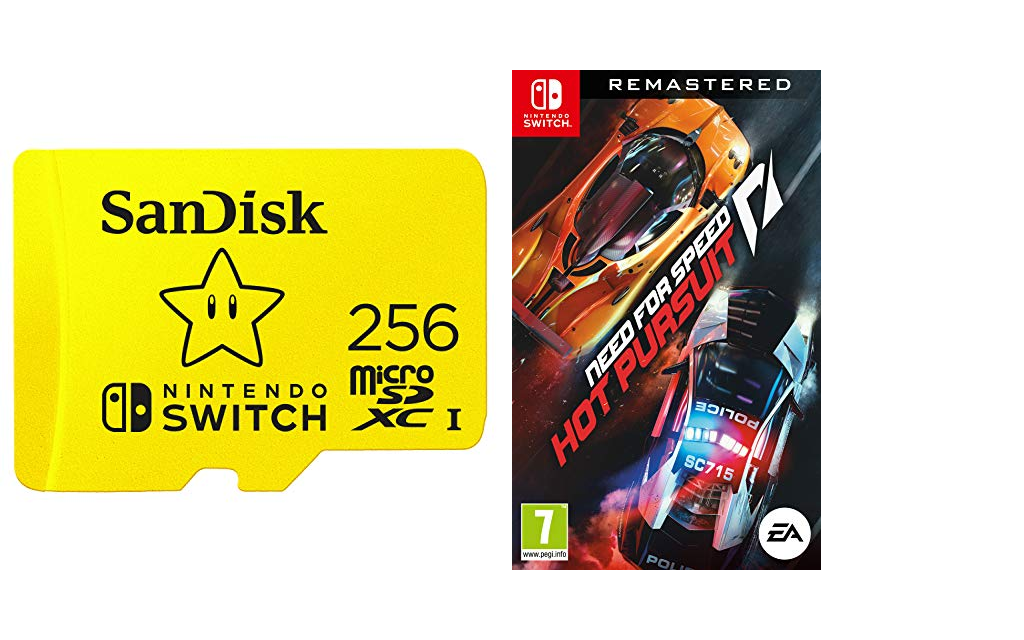 SanDisk
256
NINTENDO
SWITCH
micro
SD
XC I
NINTENDO
SWITCH
REMASTERED
NEED FOR SPEED
HOT PURSUIT
POLICE
SC715
7
www.pegi.info
EA